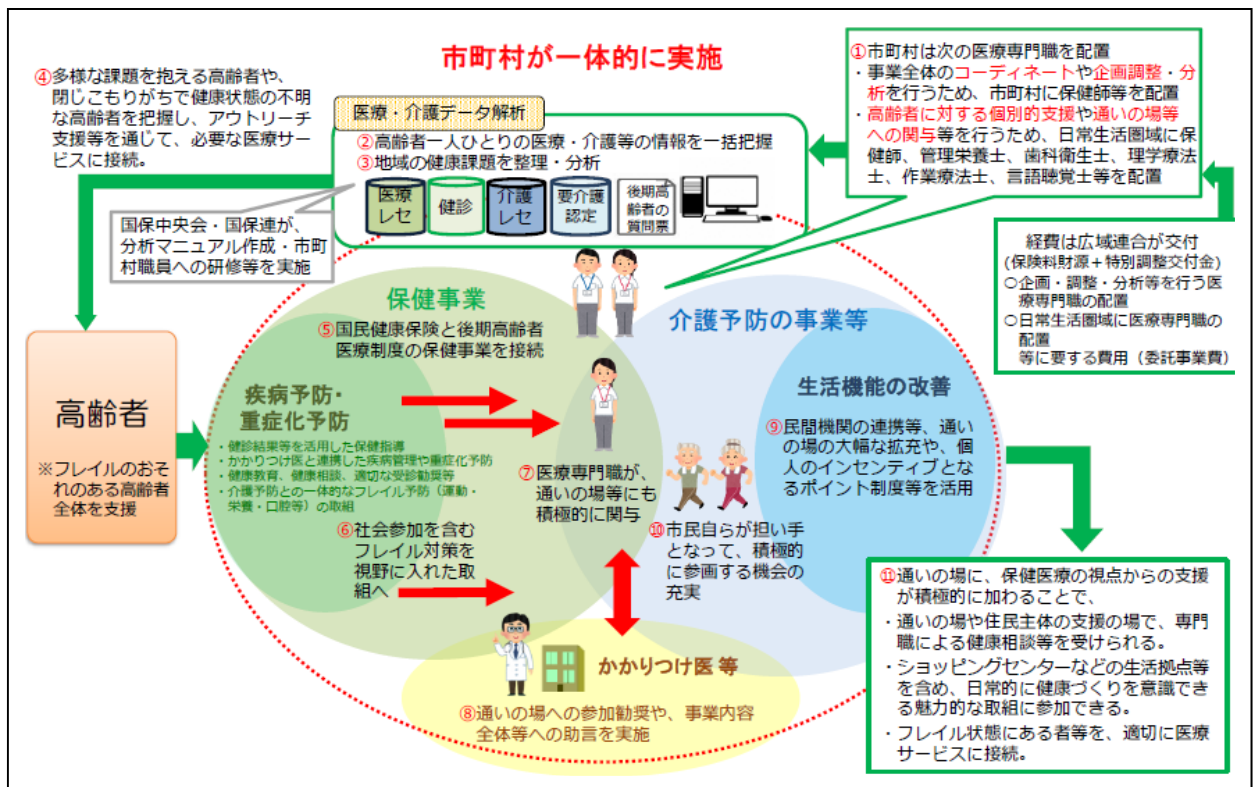 市町村が一体的に実施
①市町村は次の医療専門職を配置
・事業全体のコーディネートや企画調整・分
析を行うため、市町村に保健師等を配置
・高齢者に対する個別的支援や通いの場等
への関与等を行うため、日常生活圏域に保
健師、管理栄養士、歯科衛生士、理学療法
士、作業療法士、言語聴覚士等を配置
④多様な課題を抱える高齢者や、
閉じこもりがちで健康状態の不明
な高齢者を把握し、アウトリーチ
支援等を通じて、必要な医療サー
ビスに接続。
医療・介護データ解析
②高齢者一人ひとりの医療・介護等の情報を一括把握
③地域の健康課題を整理・分析
医療
レセ
健診
介護
レセ
要介護
認定
後期高
齢者の
質問票
国保中央会・国保連が、
分析マニュアル作成・市町
村職員への研修等を実施
経費は広域連合が交付
(保険料財源＋特別調整交付金)
○企画・調整・分析等を行う医
療専門職の配置
○日常生活圏域に医療専門職の
配置
等に要する費用（委託事業費）
保健事業
⑤国民健康保険と後期高齢者
医療制度の保健事業を接続
介護予防の事業等
高齢者
※フレイルのおそ
れのある高齢者
全体を支援
疾病予防・
重症化予防
・健診結果等を活用した保健指導
・かかりつけ医と連携した疾病管理や重症化予防
・健康教育、健康相談、適切な受診勧奨等
・介護予防との一体的なフレイル予防（運動・
栄養・口腔等）の取組
⑥社会参加を含む
フレイル対策を
視野に入れた取
組へ
⑦医療専門職が、
通いの場等にも
積極的に関与
生活機能の改善
⑨民間機関の連携等、通い
の場の大幅な拡充や、個
人のインセンティブとな
るポイント制度等を活用
⑩市民自らが担い手
となって、積極的
に参画する機会の
充実
かかりつけ医 等
⑧通いの場への参加勧奨や、事業内容
全体等への助言を実施
⑪通いの場に、保健医療の視点からの支援
が積極的に加わることで、
・通いの場や住民主体の支援の場で、専門
職による健康相談等を受けられる。
・ショッピングセンターなどの生活拠点等
を含め、日常的に健康づくりを意識でき
る魅力的な取組に参加できる。
・フレイル状態にある者等を、適切に医療
サービスに接続。